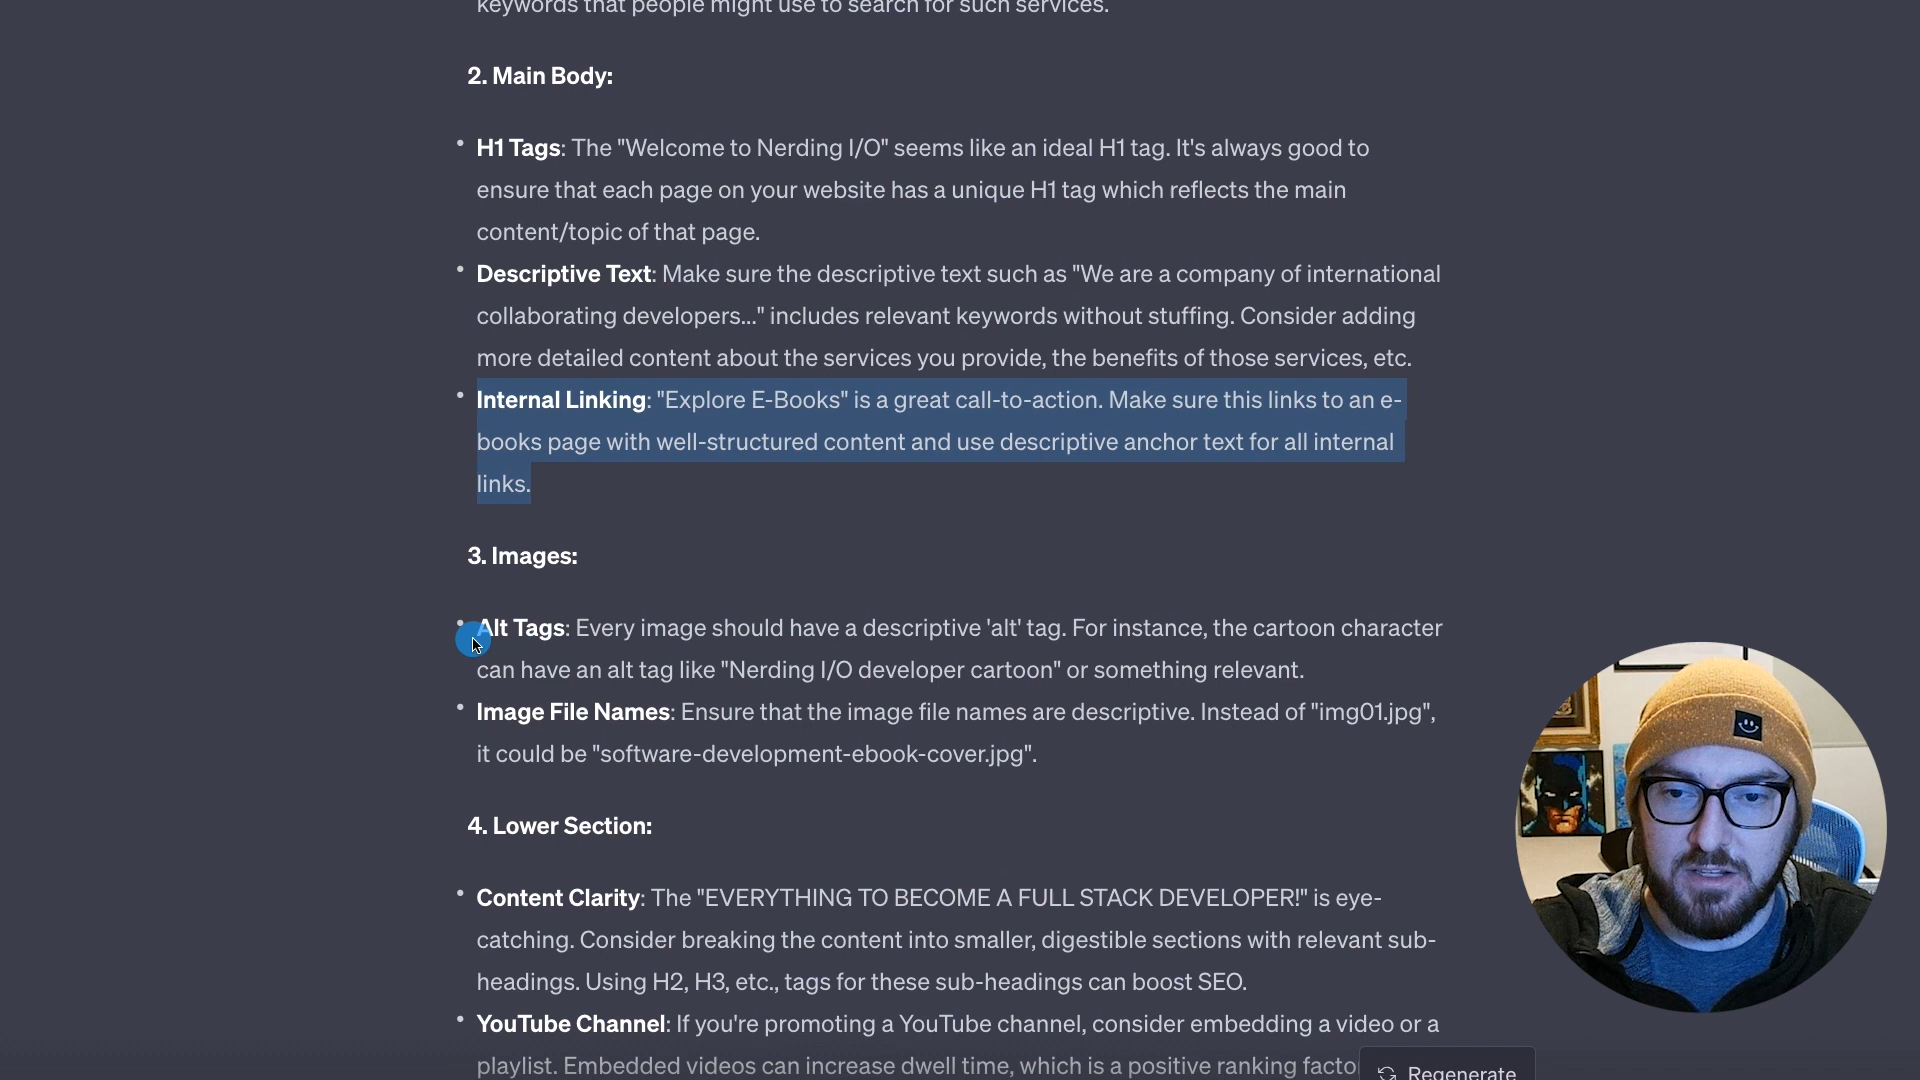 keywords that people might use to search for such services.
2. Main Body:
• H1 Tags: The "Welcome to Nerding I/O" seems like an ideal H1 tag. It's always good to
ensure that each page on your website has a unique H1 tag which reflects the main
content/topic of that page.
• Descriptive Text: Make sure the descriptive text such as "We are a company of international
collaborating developers..." includes relevant keywords without stuffing. Consider adding
more detailed content about the services you provide, the benefits of those services, etc.
• Internal Linking: "Explore E-Books" is a great call-to-action. Make sure this links to an e-
books page with well-structured content and use descriptive anchor text for all internal
links.
3. Images:
• Alt Tags: Every image should have a descriptive 'alt' tag. For instance, the cartoon character
can have an alt tag like "Nerding I/O developer cartoon" or something relevant.
• Image File Names: Ensure that the image file names are descriptive. Instead of "img01.jpg",
it could be "software-development-ebook-cover.jpg".
4. Lower Section:
• Content Clarity: The "EVERYTHING TO BECOME A FULL STACK DEVELOPER!" is eye-
catching. Consider breaking the content into smaller, digestible sections with relevant sub-
headings. Using H2, H3, etc., tags for these sub-headings can boost SEO.
• YouTube Channel: If you're promoting a YouTube channel, consider embedding a video or a
playlist. Embedded videos can increase dwell time, which is a positive ranking facto
Regenerate